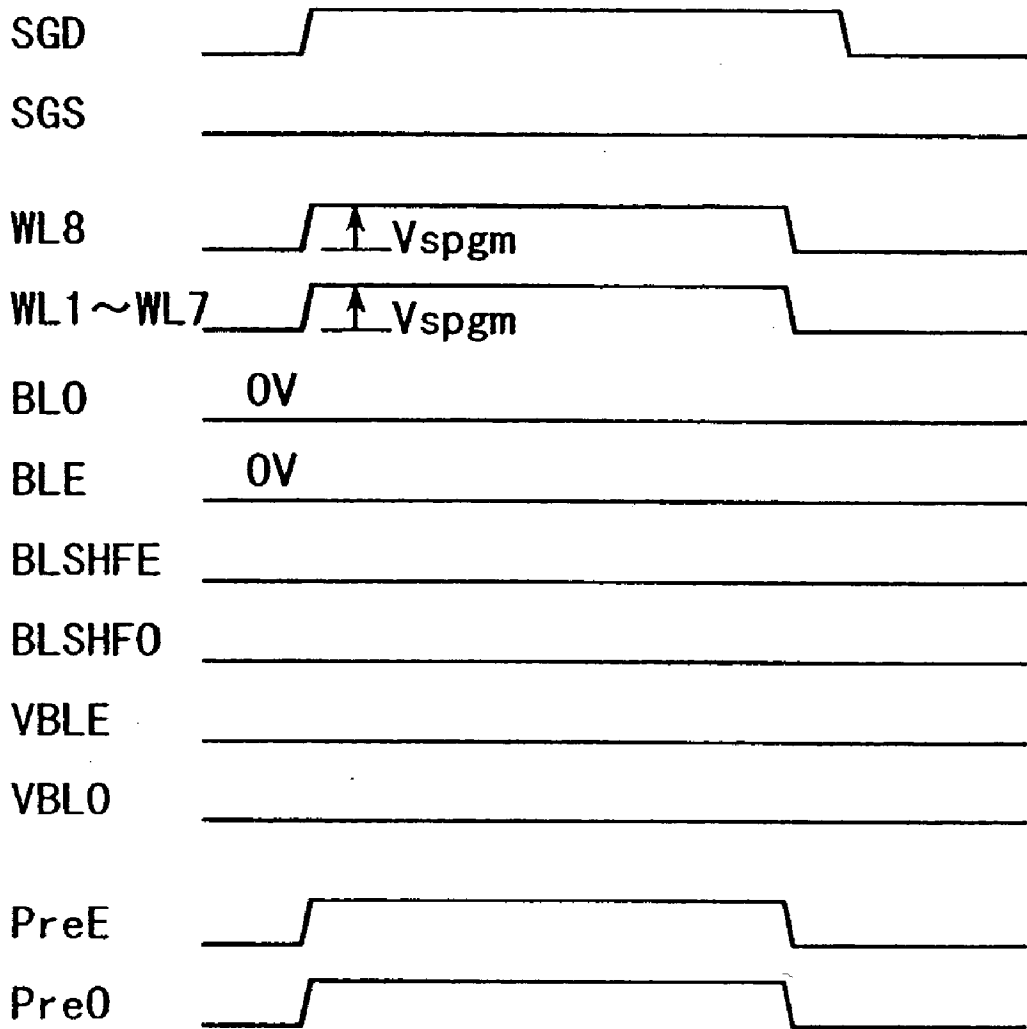 SGD
SGS
WL8
Vspgm
WL1~WL7
Vspgm
BLO
0V
BLE
0V
BLSHFE
BLSHFO
VBLE
VBLO
PreE
PreO